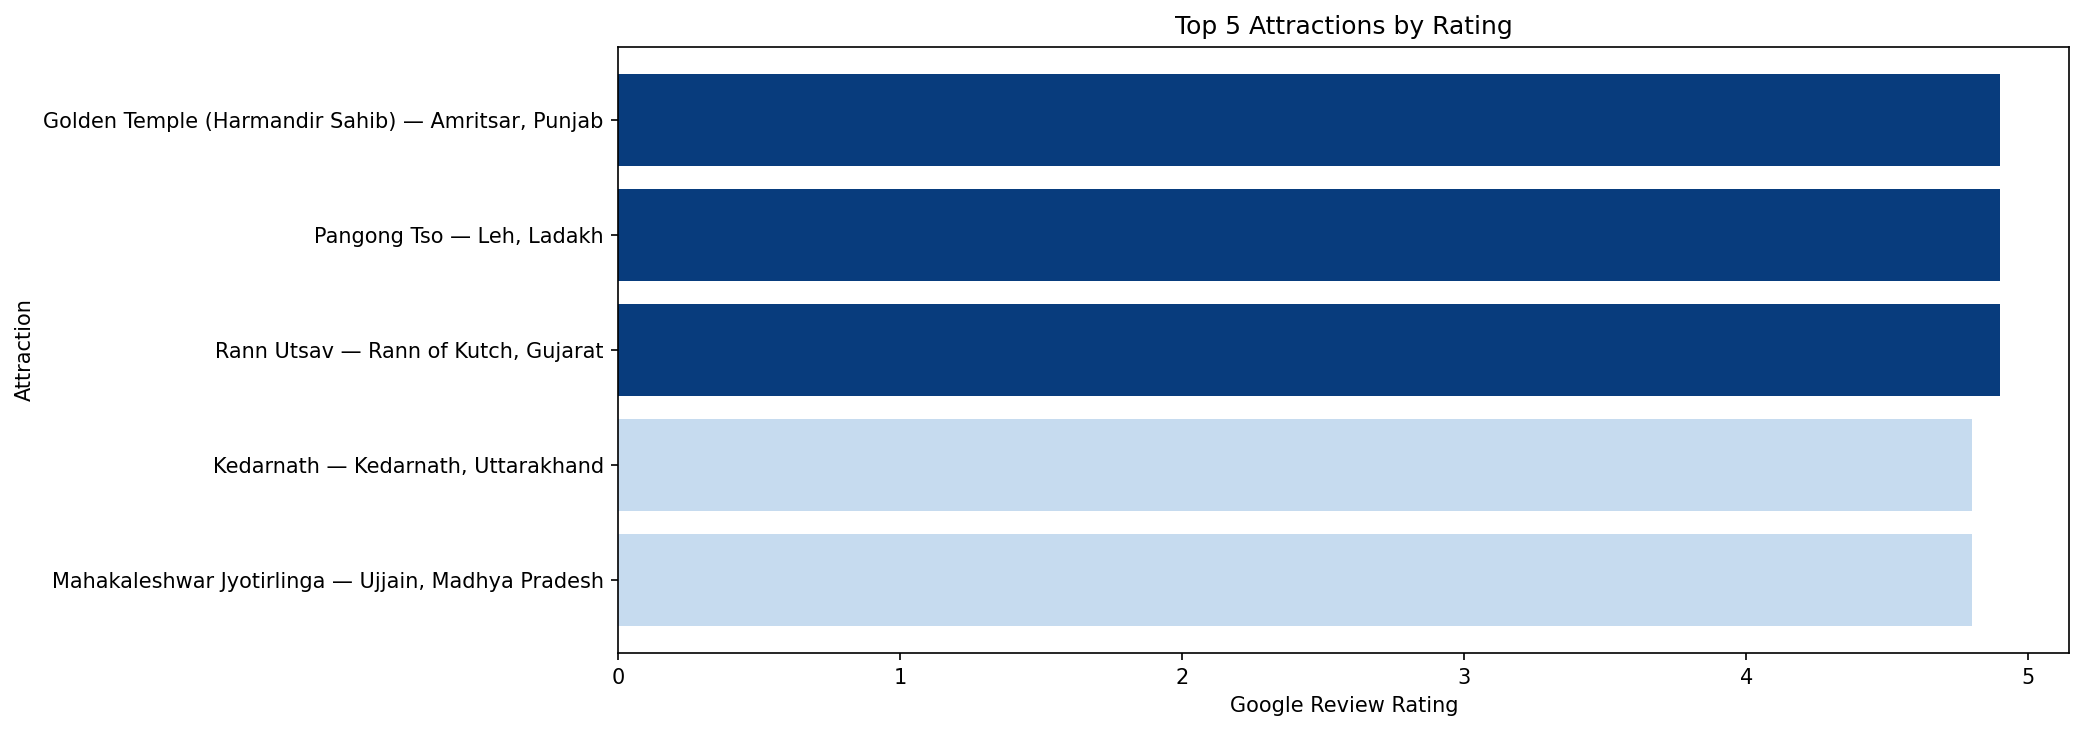 Top 5 Attractions by Rating
Attraction
Golden Temple (Harmandir Sahib) — Amritsar, Punjab
Pangong Tso — Leh, Ladakh
Rann Utsav — Rann of Kutch, Gujarat
Kedarnath — Kedarnath, Uttarakhand
Mahakaleshwar Jyotirlinga — Ujjain, Madhya Pradesh
0 1 2 3 4 5
Google Review Rating